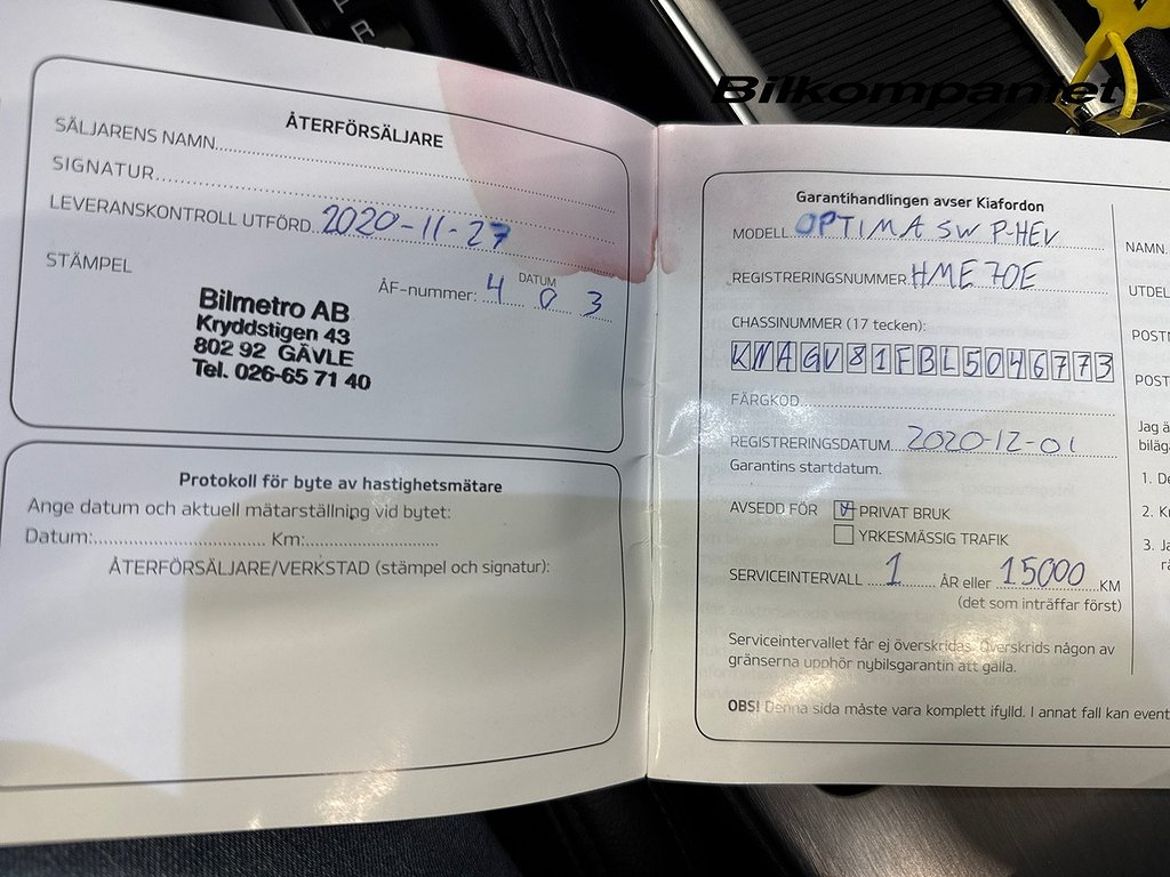 Bilkompaniet
ÅTERFÖRSÄLJARE
SÄLJARENS NAMN
SIGNATUR
LEVERANSKONTROLL UTFÖRD 2020-11-27
DATUM
STÄMPEL
ÅF-nummer: 4 0 3
Bilmetro AB
Kryddstigen 43
802 92 GÄVLE
Tel. 026-65 71 40
Protokoll för byte av hastighetsmätare
Ange datum och aktuell mätarställning vid bytet:
Datum: Km:
ÅTERFÖRSÄLJARE/VERKSTAD (stämpel och signatur):
Garantihandlingen avser Kiafordon
MODELL OPTIMA SW P-HEV
REGISTRERINGSNUMMER HME70E
CHASSINUMMER (17 tecken):
KNAGV81FBL5046773
FÄRGKOD
REGISTRERINGSDATUM 2020-12-01
Garantins startdatum.
AVSEDD FÖR PRIVAT BRUK
YRKESMÄSSIG TRAFIK
SERVICEINTERVALL 1 ÅR eller 15000 KM
(det som inträffar först)
Serviceintervallet får ej överskridas. Överskrids någon av
gränserna upphör nybilsgarantin att gälla.
OBS! Denna sida måste vara komplett ifylld. I annat fall kan event
NAMN
UTDEL
POSTN
POST
Jag ä
biläg
1. De
2. Kr
3. Ja